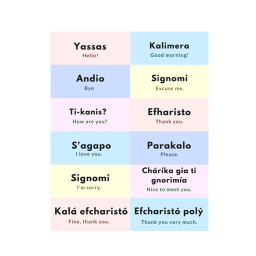 Yassas
Hello!
Kalimera
Good morning!
Andio
Bye
Signomi
Excuse me.
Ti-kanis?
How are you?
Efharisto
Thank you.
S'agapo
I love you.
Parakalo
Please.
Signomi
I'm sorry.
Chárika gia ti
gnorimía
Nice to meet you.
Kalá efcharistó
Fine, thank you.
Efcharistó polý
Thank you very much.